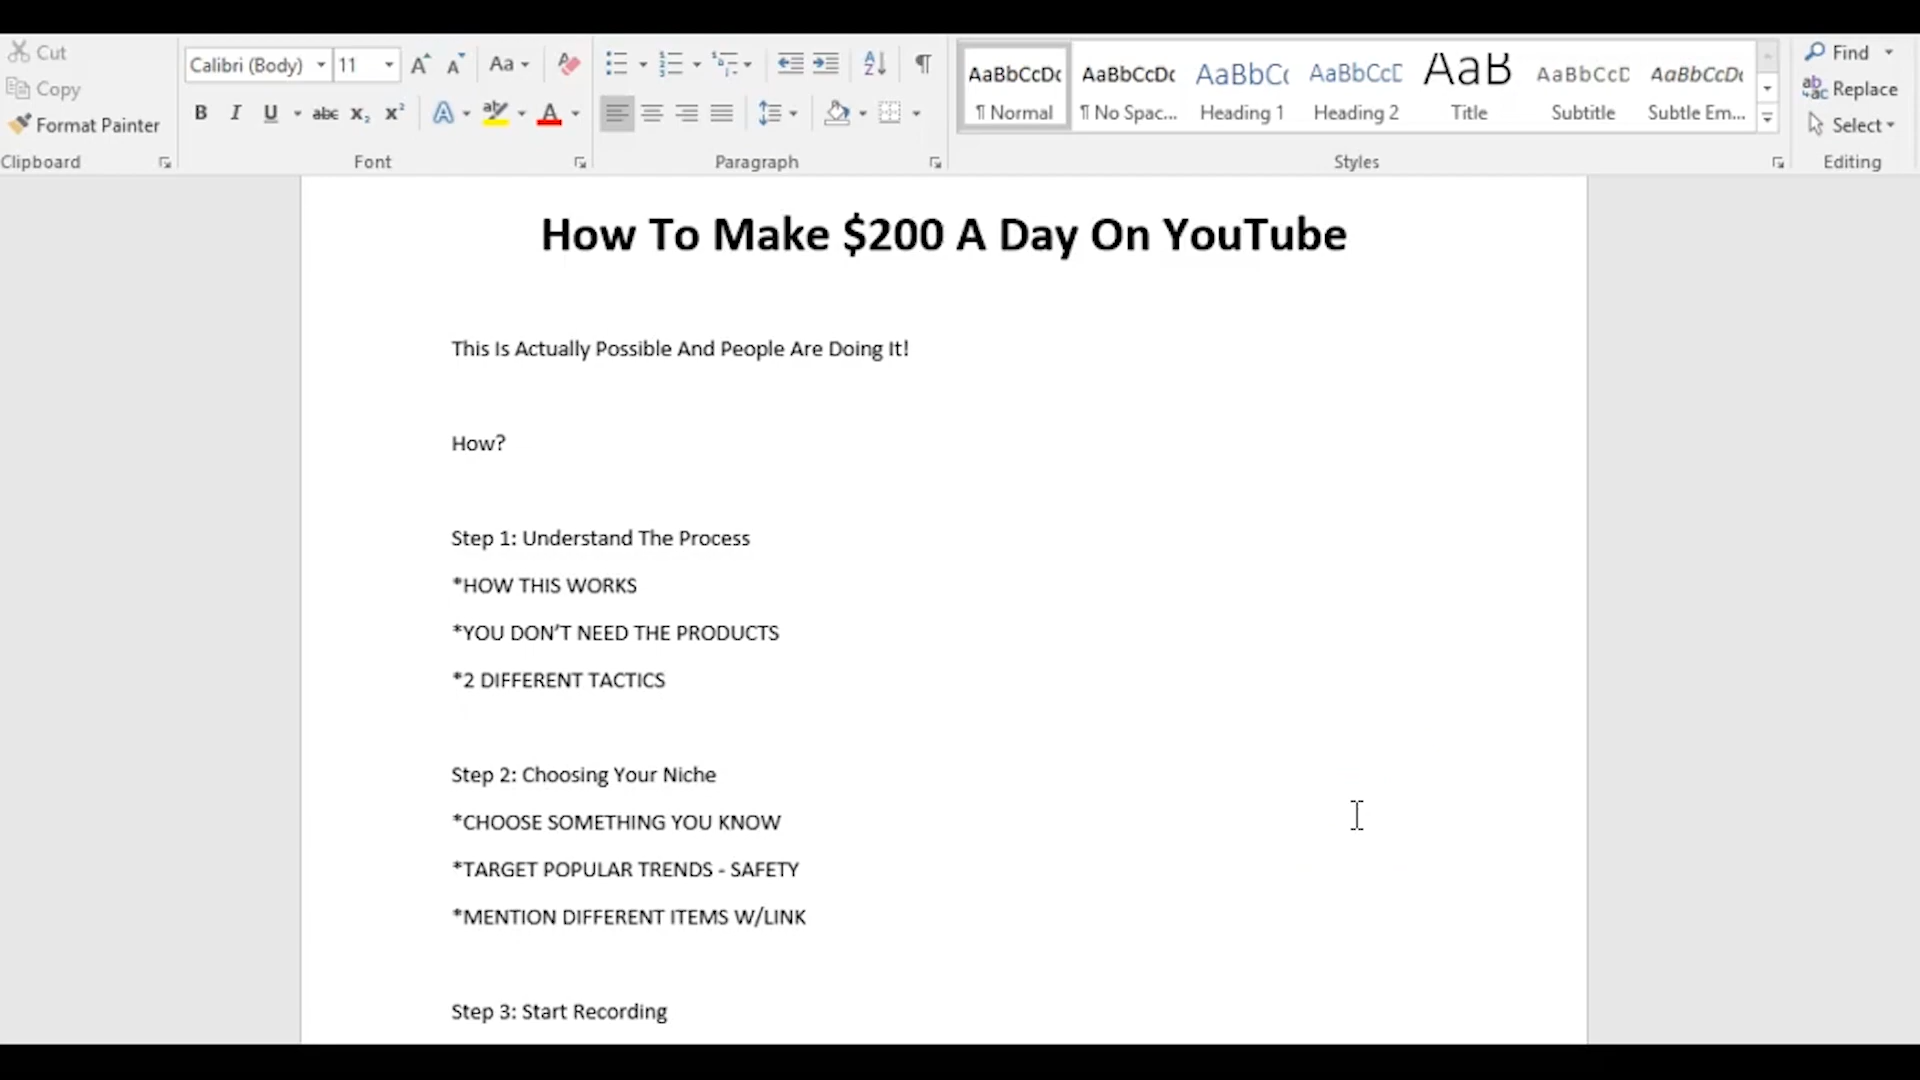 Cut
Copy
Format Painter
Clipboard
Calibri (Body) 11
Aa
B I U abc x₂ x² A ab A
Font
A Z ¶
Paragraph
AaBbCcDc AaBbCcDc AaBbCc AaBbCcD AaB AaBbCcD AaBbCcDc
¶ Normal ¶ No Spac... Heading 1 Heading 2 Title Subtitle Subtle Em...
Styles
Find
Replace
Select
Editing
How To Make $200 A Day On YouTube
This Is Actually Possible And People Are Doing It!
How?
Step 1: Understand The Process
*HOW THIS WORKS
*YOU DON’T NEED THE PRODUCTS
*2 DIFFERENT TACTICS
Step 2: Choosing Your Niche
*CHOOSE SOMETHING YOU KNOW
*TARGET POPULAR TRENDS - SAFETY
*MENTION DIFFERENT ITEMS W/LINK
Step 3: Start Recording